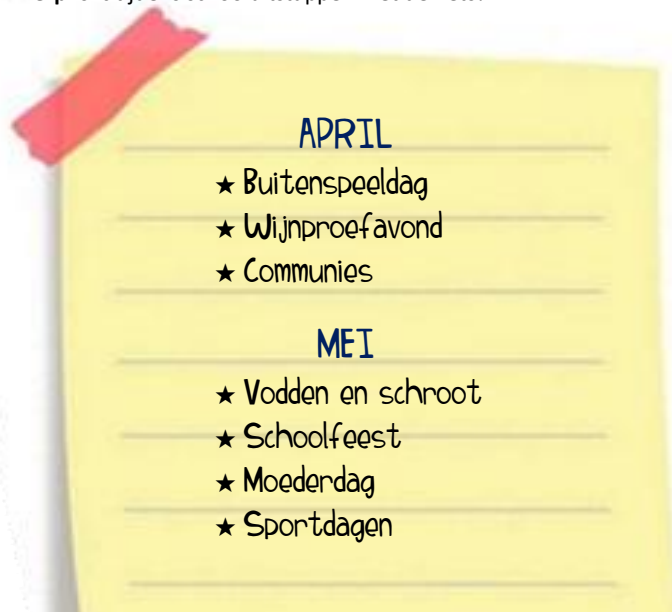 APRIL
★ Buitenspeeldag
★ Wijnproefavond
★ Communies
MEI
★ Vodden en schroot
★ Schoolfeest
★ Moederdag
★ Sportdagen